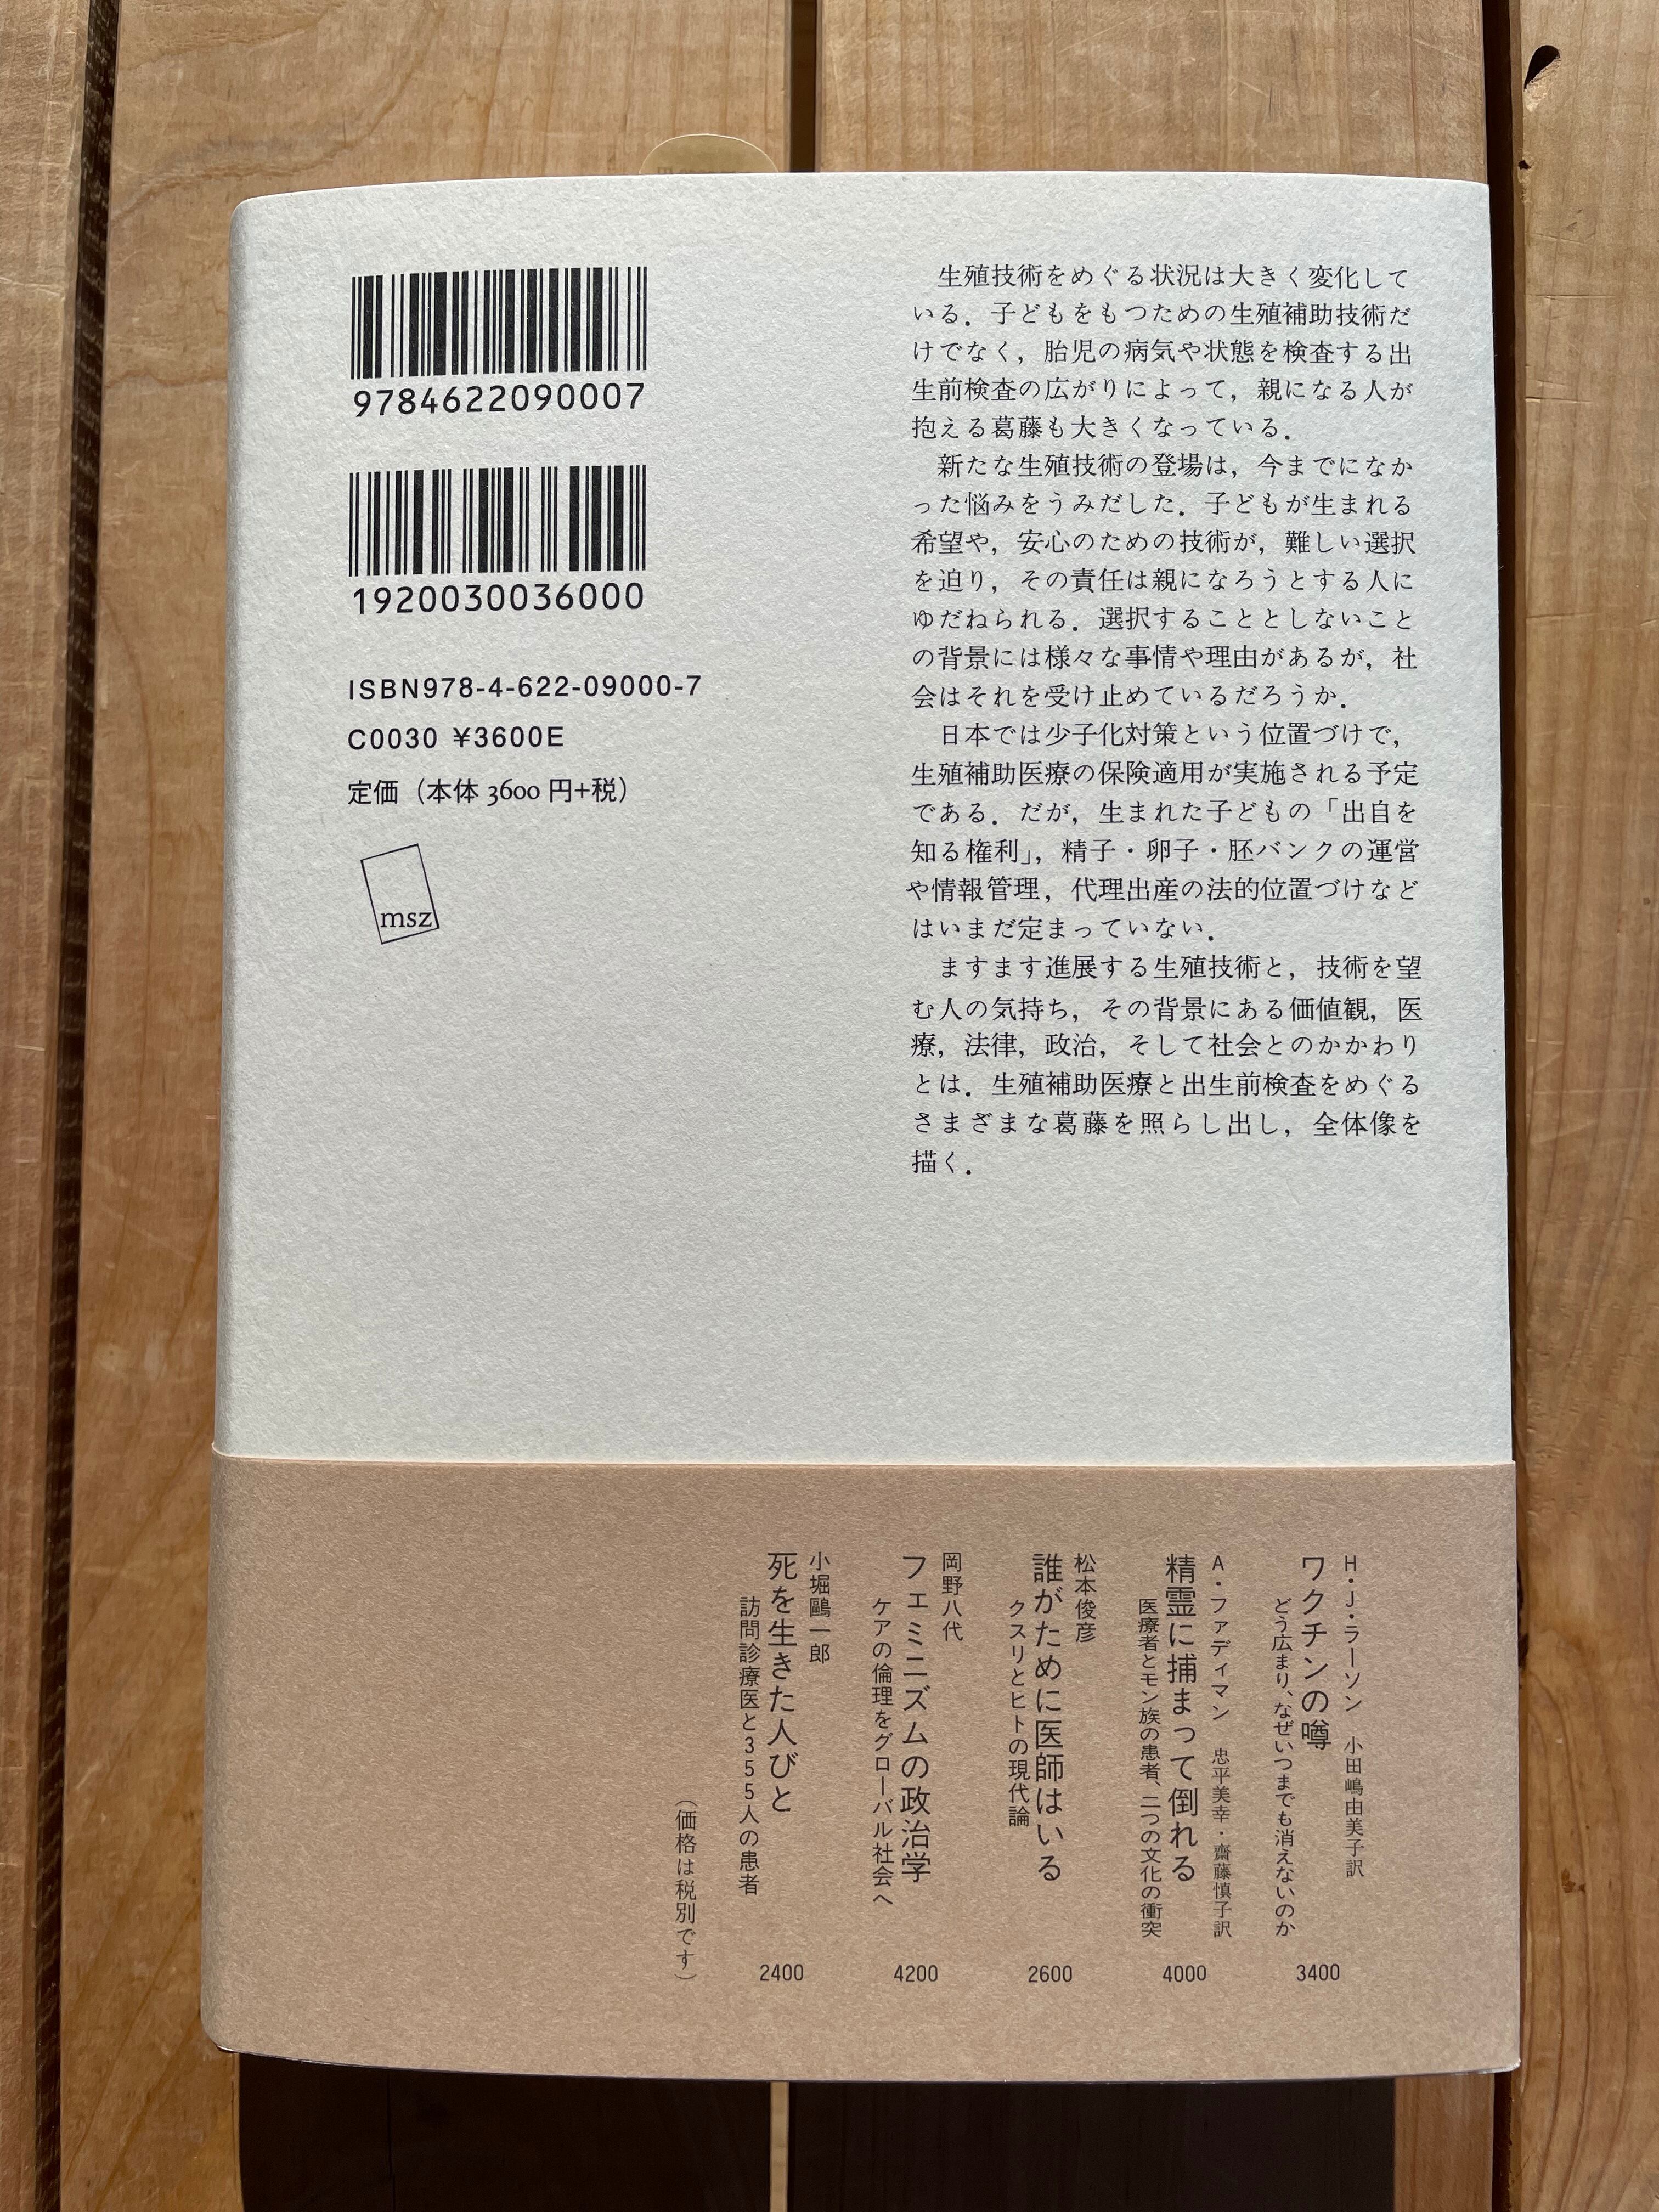 9784622090007
1920030036000
ISBN978-4-622-09000-7
C0030 ¥3600E
定価（本体 3600 円+税）
msz
生殖技術をめぐる状況は大きく変化して
いる．子どもをもつための生殖補助技術だ
けでなく，胎児の病気や状態を検査する出
生前検査の広がりによって，親になる人が
抱える葛藤も大きくなっている．
新たな生殖技術の登場は，今までになか
った悩みをうみだした．子どもが生まれる
希望や，安心のための技術が，難しい選択
を迫り，その責任は親になろうとする人に
ゆだねられる．選択することとしないこと
の背景には様々な事情や理由があるが，社
会はそれを受け止めているだろうか．
日本では少子化対策という位置づけで，
生殖補助医療の保険適用が実施される予定
である．だが，生まれた子どもの「出自を
知る権利」，精子・卵子・胚バンクの運営
や情報管理，代理出産の法的位置づけなど
はいまだ定まっていない．
ますます進展する生殖技術と，技術を望
む人の気持ち，その背景にある価値観，医
療，法律，政治，そして社会とのかかわり
とは．生殖補助医療と出生前検査をめぐる
さまざまな葛藤を照らし出し，全体像を
描く．
H・J・ラーソン 小田嶋由美子訳
ワクチンの噂
どう広まり、なぜいつまでも消えないのか
3400
A・ファディマン 忠平美幸・齋藤慎子訳
精霊に捕まって倒れる
医療者とモン族の患者、二つの文化の衝突
4000
松本俊彦
誰がために医師はいる
クスリとヒトの現代論
2600
岡野八代
フェミニズムの政治学
ケアの倫理をグローバル社会へ
4200
小堀鷗一郎
死を生きた人びと
訪問診療医と355人の患者
2400
（価格は税別です）